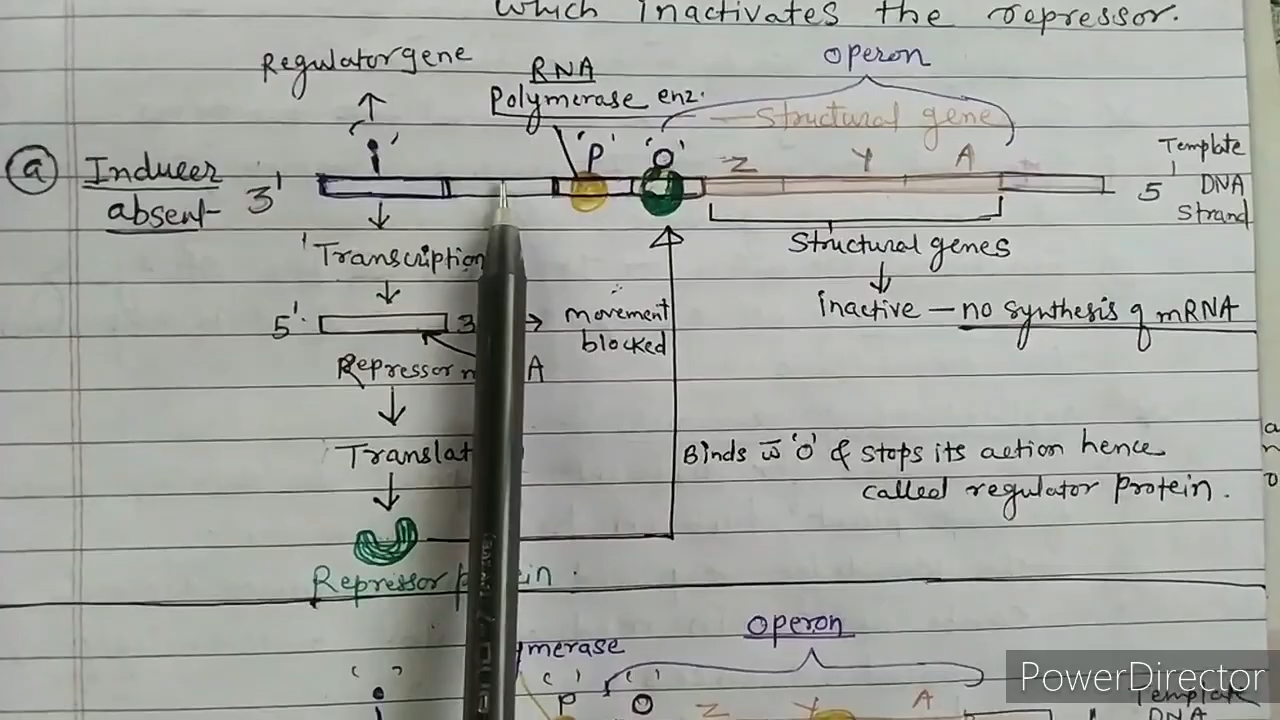 which inactivates the repressor.
Regulator gene
RNA
Polymerase enz.
operon
Structural gene
'i'
'P'
'O'
Z Y A
Template
DNA
Strand
(a) Inducer
absent
3'
5'
Transcription
Structural genes
Inactive — no synthesis of mRNA
5' 3
movement
blocked
Repressor m A
Translat
Binds w̄ 'O' & stops its action hence
called regulator protein.
Repressor p ein
operon
merase
'i'
'P' 'O'
Z Y A
Template
DNA
PowerDirector